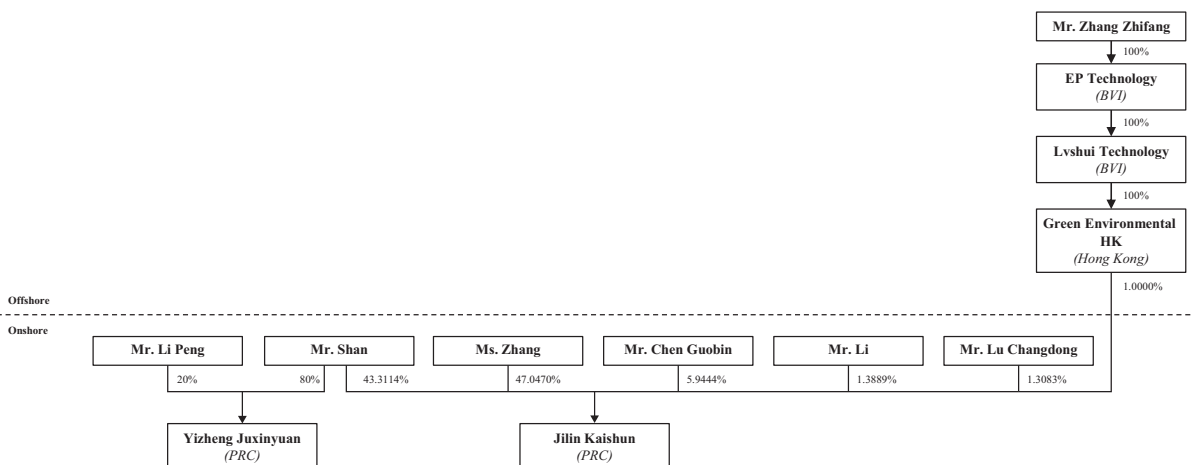 Mr. Zhang Zhifang
100%
EP Technology
(BVI)
100%
Lvshui Technology
(BVI)
100%
Green Environmental
HK
(Hong Kong)
1.0000%
Offshore
Onshore
Mr. Li Peng
Mr. Shan
Ms. Zhang
Mr. Chen Guobin
Mr. Li
Mr. Lu Changdong
20%
80%
43.3114%
47.0470%
5.9444%
1.3889%
1.3083%
Yizheng Juxinyuan
(PRC)
Jilin Kaishun
(PRC)